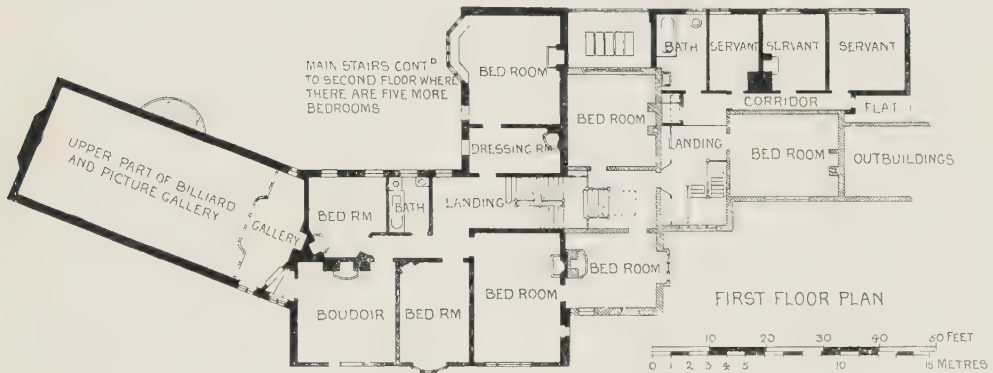 MAIN STAIRS CONTᴰ
TO SECOND FLOOR WHERE
THERE ARE FIVE MORE
BEDROOMS
BED ROOM
BATH
SERVANT
SERVANT
SERVANT
CORRIDOR
FLAT
BED ROOM
DRESSING RM
LANDING
BED ROOM
OUTBUILDINGS
UPPER PART OF BILLIARD
AND PICTURE GALLERY
GALLERY
BED RM
BATH
LANDING
BOUDOIR
BED RM
BED ROOM
BED ROOM
FIRST FLOOR PLAN
10 20 30 40 50 FEET
0 1 2 3 4 5 10 15 METRES